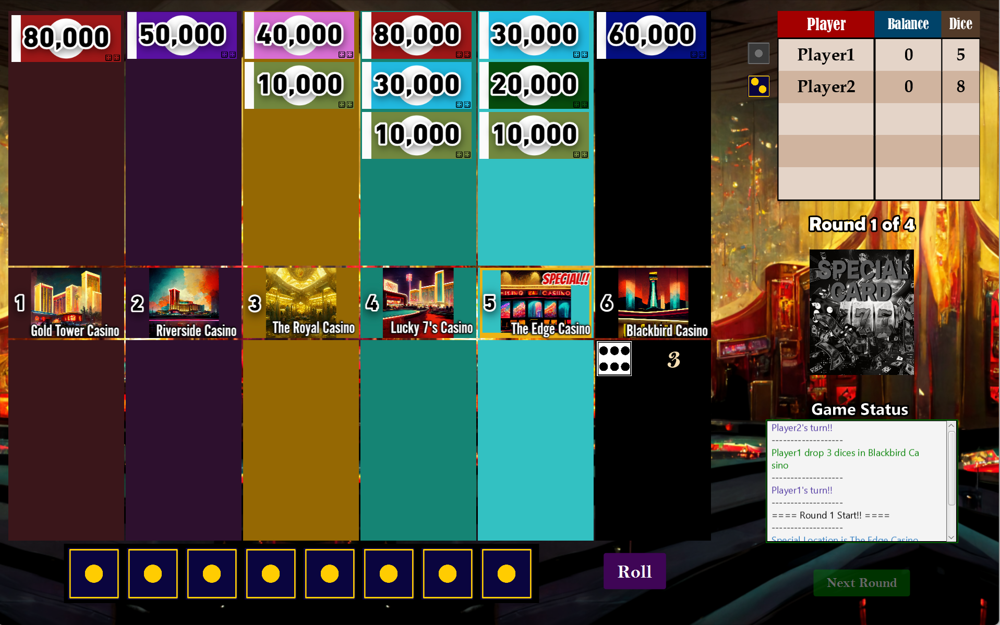 80,000
50,000
40,000
80,000
30,000
60,000
10,000
30,000
20,000
10,000
10,000
1
Gold Tower Casino
2
Riverside Casino
3
The Royal Casino
4
Lucky 7's Casino
5
SPECIAL!!
The Edge Casino
6
Blackbird Casino
3
Roll
Player Balance Dice
Player1 0 5
Player2 0 8
Round 1 of 4
SPECIAL
CARD
Game Status
Player2's turn!!
-------------------
Player1 drop 3 dices in Blackbird Ca
sino
-------------------
Player1's turn!!
-------------------
==== Round 1 Start!! ====
-------------------
Special Location is The Edge Casino
Next Round